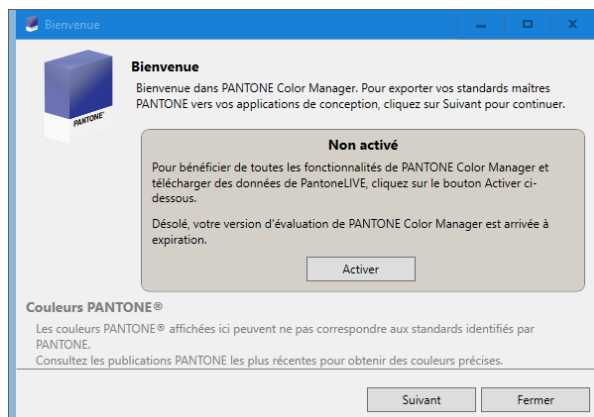 Bienvenue
Bienvenue
Bienvenue dans PANTONE Color Manager. Pour exporter vos standards maîtres
PANTONE vers vos applications de conception, cliquez sur Suivant pour continuer.
PANTONE®
Non activé
Pour bénéficier de toutes les fonctionnalités de PANTONE Color Manager et
télécharger des données de PantoneLIVE, cliquez sur le bouton Activer ci-
dessous.
Désolé, votre version d'évaluation de PANTONE Color Manager est arrivée à
expiration.
Activer
Couleurs PANTONE®
Les couleurs PANTONE® affichées ici peuvent ne pas correspondre aux standards identifiés par
PANTONE.
Consultez les publications PANTONE les plus récentes pour obtenir des couleurs précises.
Suivant
Fermer